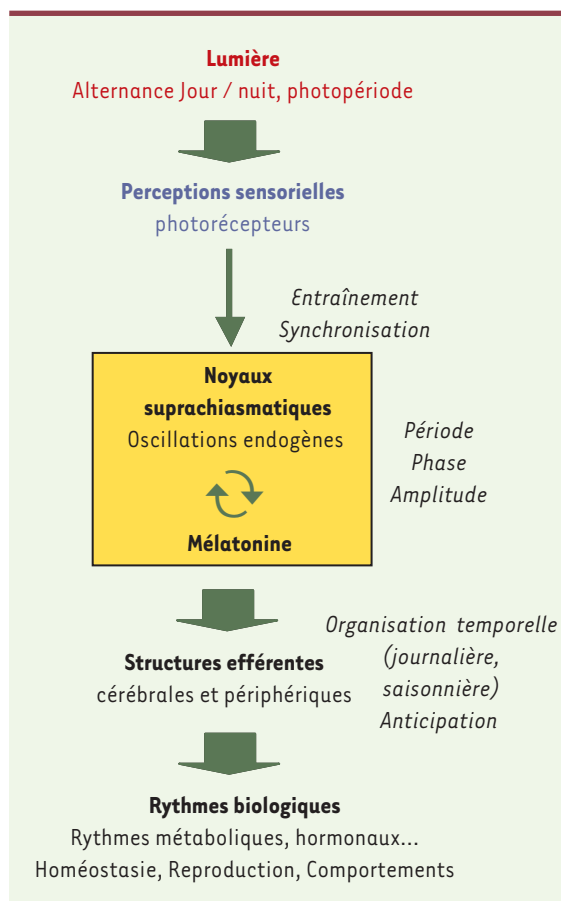 Lumière
Alternance Jour / nuit, photopériode
Perceptions sensorielles
photorécepteurs
Entraînement
Synchronisation
Noyaux
suprachiasmatiques
Oscillations endogènes
Mélatonine
Période
Phase
Amplitude
Organisation temporelle
(journalière,
saisonnière)
Anticipation
Structures efférentes
cérébrales et périphériques
Rythmes biologiques
Rythmes métaboliques, hormonaux...
Homéostasie, Reproduction, Comportements